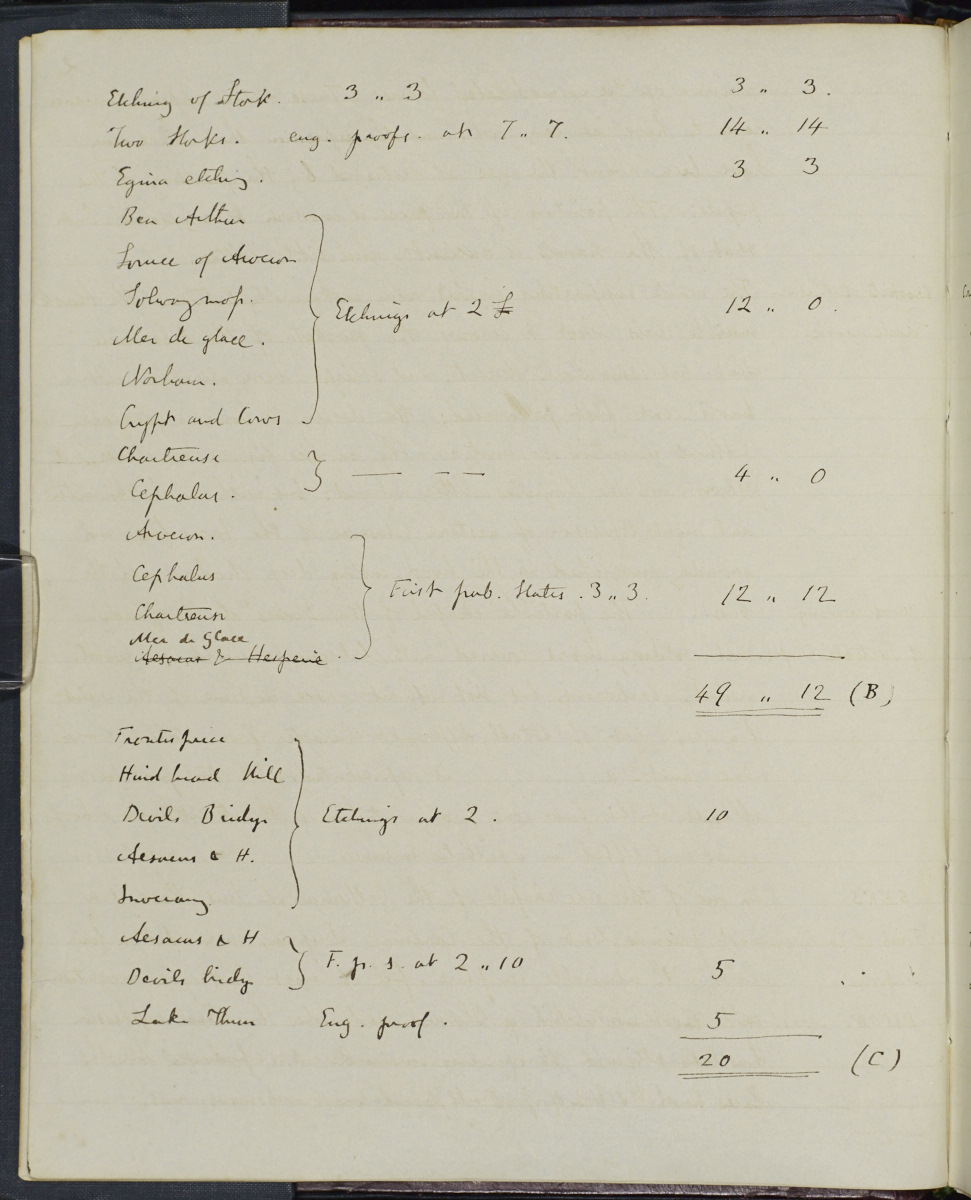 Etching of Stork. 3 „ 3 3 „ 3.
Two Storks. eng. proofs. at 7 „ 7. 14 „ 14
Egina etching. 3 3
Ben Arthur
Source of Arveron
Solway mos.
Mer de glace.
Norham.
Crypt and Cows
Etchings at 2 £ 12 „ 0.
Chartreuse
Cephalus.
— – – 4 „ 0
Arveron.
Cephalus
Chartreuse
Mer de Glace
Aesacus & Hesperie
First pub. States. 3 „ 3. 12 „ 12
49 „ 12 (B)
Frontispiece
Hind head Hill
Devils Bridge
Aesacus & H.
Inverary
Etchings at 2. 10
Aesacus & H
Devils bridge
F. p. s. at 2 „ 10 5
Lake Thun Eng. proof. 5
20 (C)